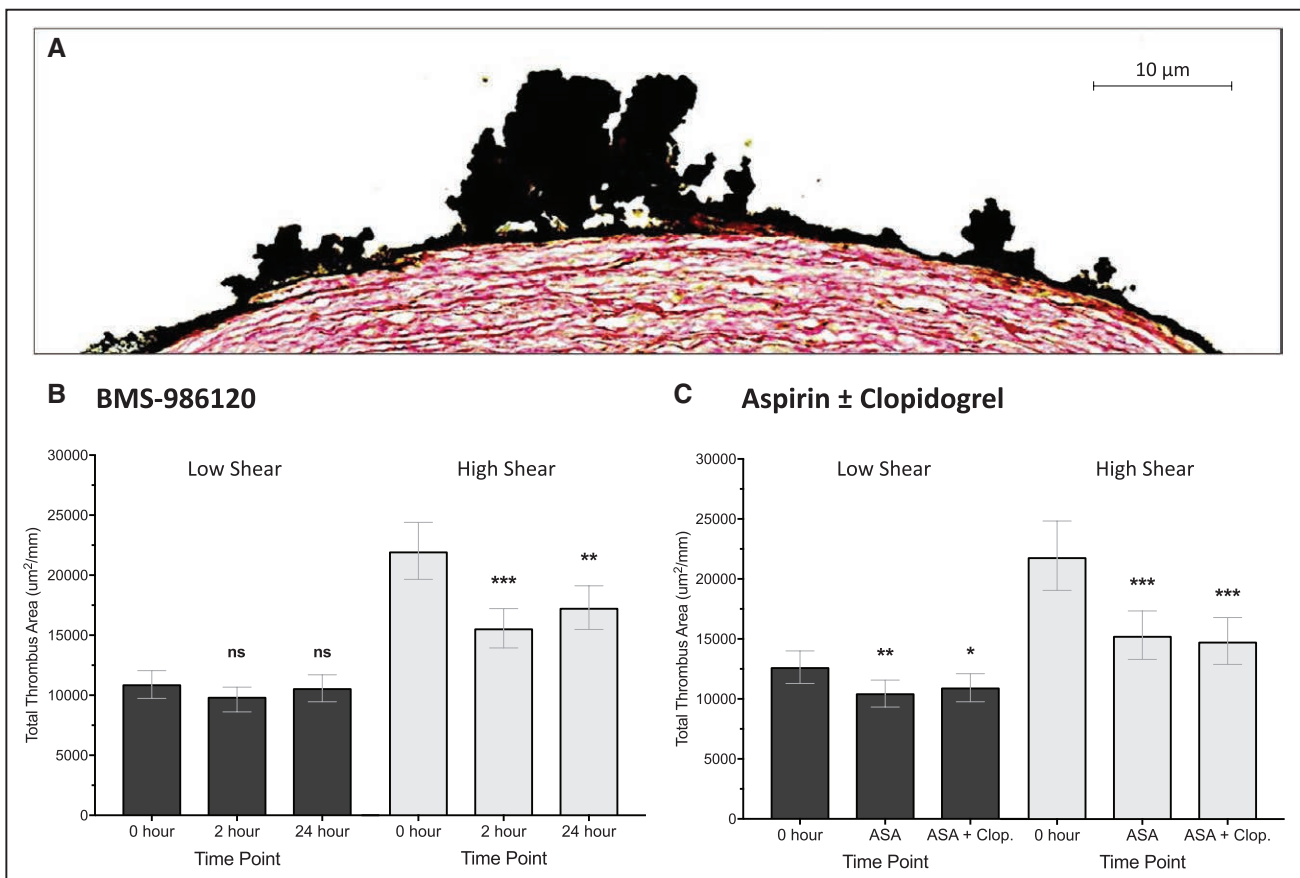 A
10 µm
B BMS-986120
Low Shear High Shear
Total Thrombus Area (um²/mm)
30000
25000
20000
15000
10000
5000
0
ns ns *** **
0 hour 2 hour 24 hour 0 hour 2 hour 24 hour
Time Point Time Point
C Aspirin ± Clopidogrel
Low Shear High Shear
Total Thrombus Area (um²/mm)
30000
25000
20000
15000
10000
5000
0
** * *** ***
0 hour ASA ASA + Clop. 0 hour ASA ASA + Clop.
Time Point Time Point